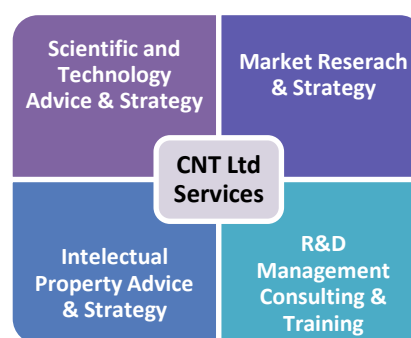 Scientific and
Technology
Advice & Strategy
Market Reserach
& Strategy
CNT Ltd
Services
Intelectual
Property Advice
& Strategy
R&D
Management
Consulting &
Training